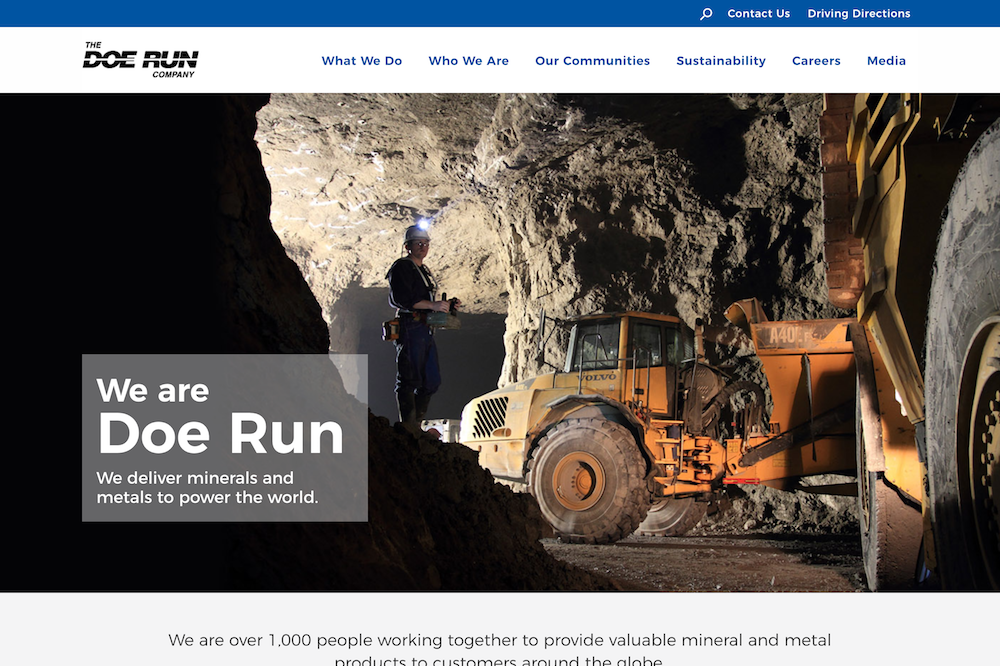 Contact Us Driving Directions
THE
DOE RUN
COMPANY
What We Do Who We Are Our Communities Sustainability Careers Media
VOLVO
We are
Doe Run
We deliver minerals and
metals to power the world.
We are over 1,000 people working together to provide valuable mineral and metal
products to customers around the globe.